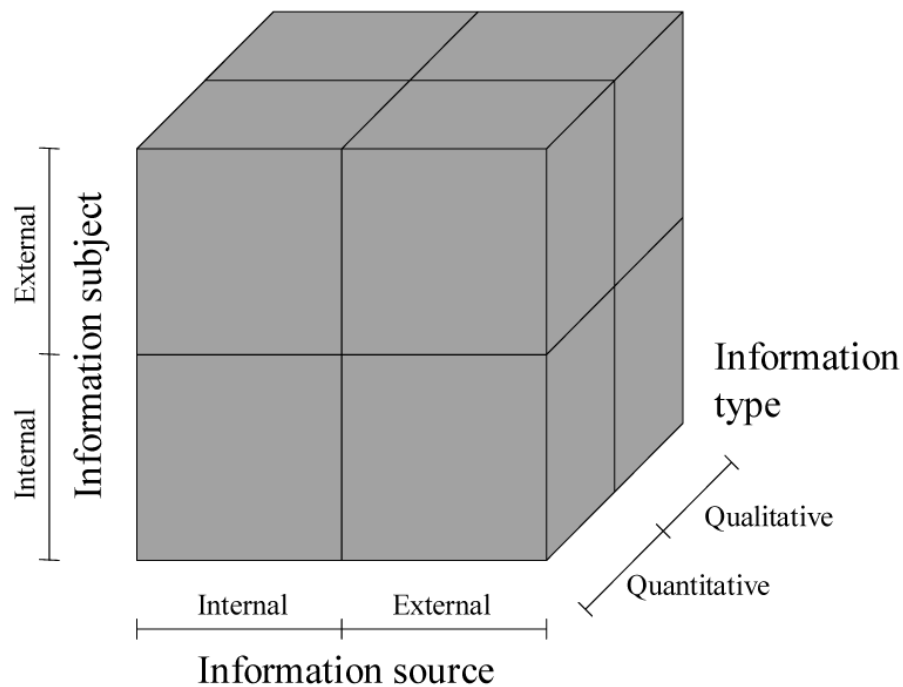 External
Internal
Information subject
Information
type
Qualitative
Quantitative
Internal
External
Information source